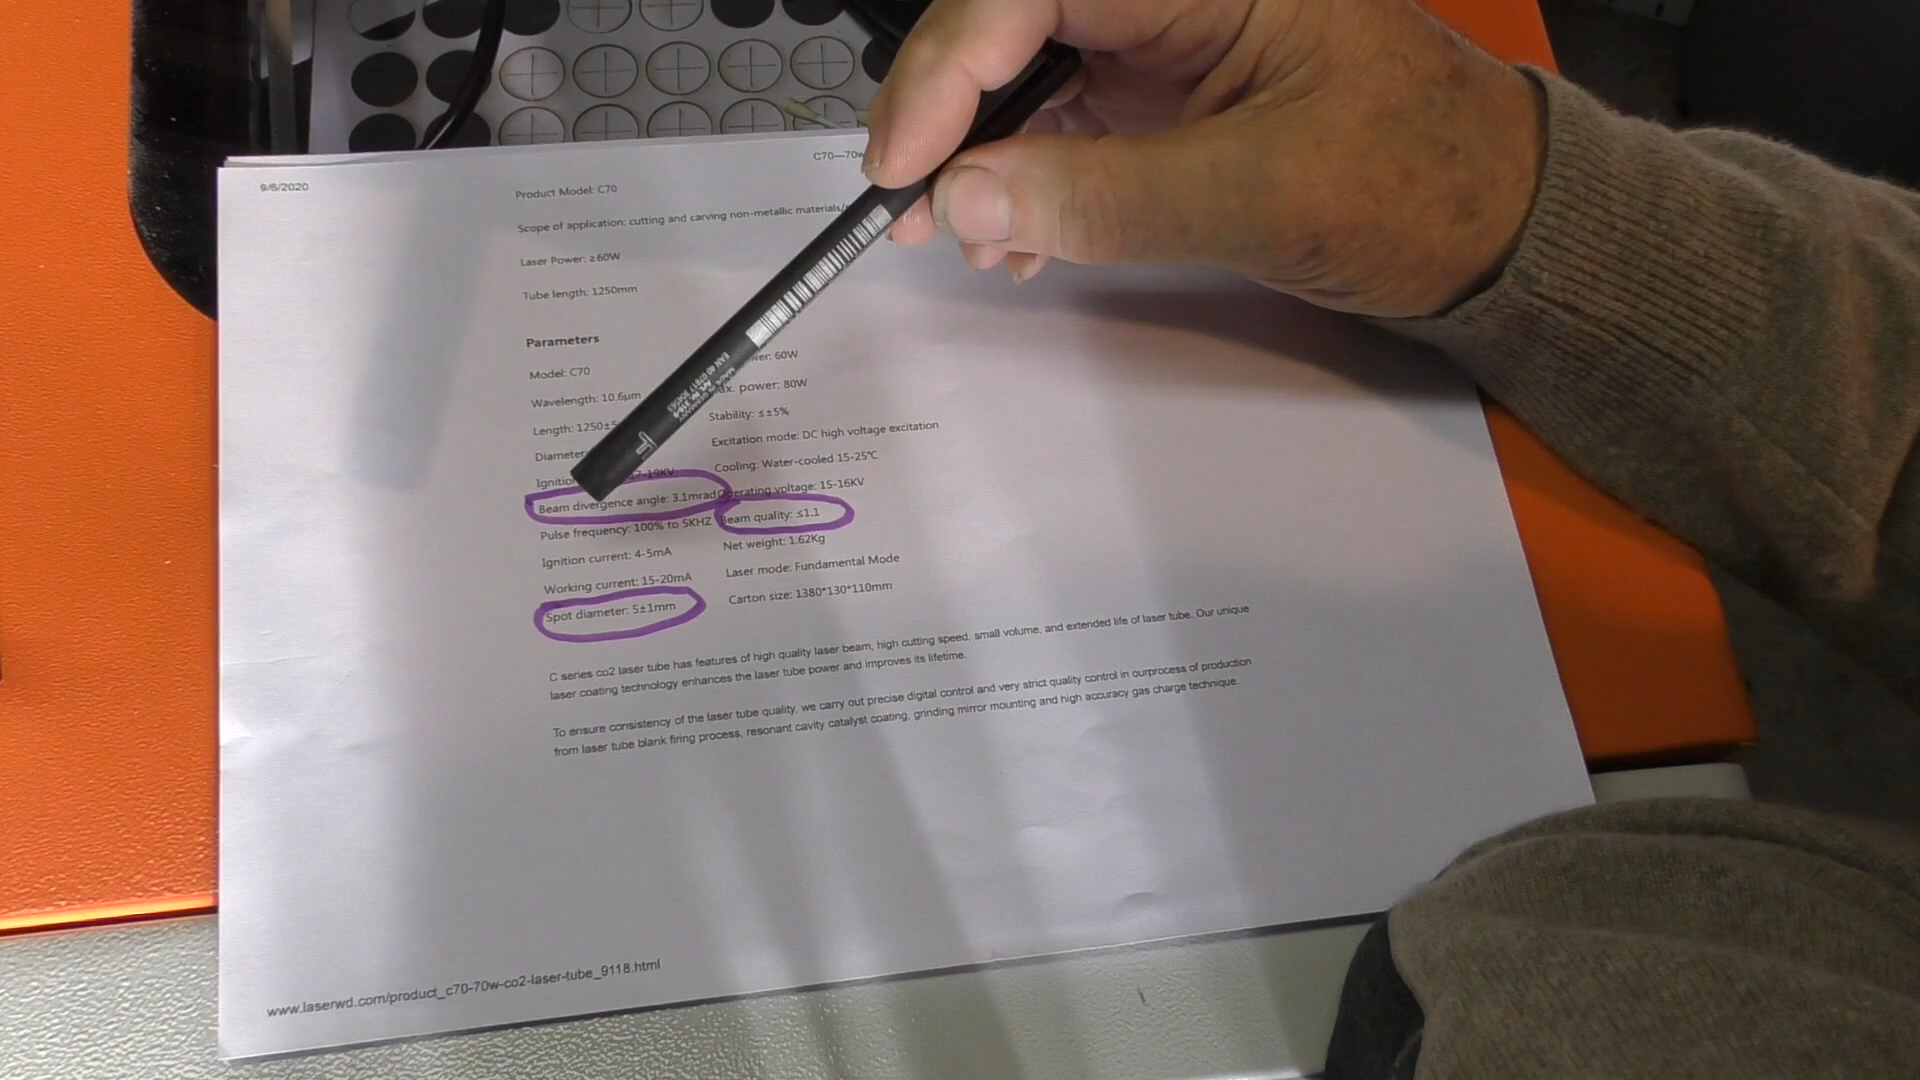 9/6/2020
C70—70w
Product Model: C70
Scope of application: cutting and carving non-metallic materials/
Laser Power: ≥60W
Tube length: 1250mm
Parameters
Model: C70
Wavelength: 10.6μm
Length: 1250±5
Diameter
Ignition 17-19KV
Beam divergence angle: 3.1mrad
Pulse frequency: 100% to 5KHZ
Ignition current: 4-5mA
Working current: 15-20mA
Spot diameter: 5±1mm
wer: 60W
ax. power: 80W
Stability: ≤±5%
Excitation mode: DC high voltage excitation
Cooling: Water-cooled 15-25℃
Operating voltage: 15-16KV
Beam quality: ≤1.1
Net weight: 1.62Kg
Laser mode: Fundamental Mode
Carton size: 1380*130*110mm
C series co2 laser tube has features of high quality laser beam, high cutting speed, small volume, and extended life of laser tube. Our unique
laser coating technology enhances the laser tube power and improves its lifetime.
To ensure consistency of the laser tube quality, we carry out precise digital control and very strict quality control in ourprocess of production
from laser tube blank firing process, resonant cavity catalyst coating, grinding mirror mounting and high accuracy gas charge technique.
www.laserwd.com/product_c70-70w-co2-laser-tube_9118.html